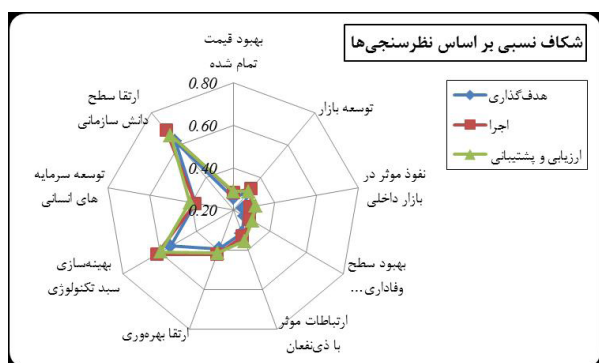 شکاف نسبی بر اساس نظرسنجی‌ها
هدف‌گذاری
اجرا
ارزیابی و پشتیبانی
بهبود قیمت
تمام شده
توسعه بازار
نفوذ موثر در
بازار داخلی
بهبود سطح
وفاداری...
ارتباطات موثر
با ذی‌نفعان
ارتقا بهره‌وری
بهینه‌سازی
سبد تکنولوژی
توسعه سرمایه
های انسانی
ارتقا سطح
دانش سازمانی
0.80
0.60
0.40
0.20